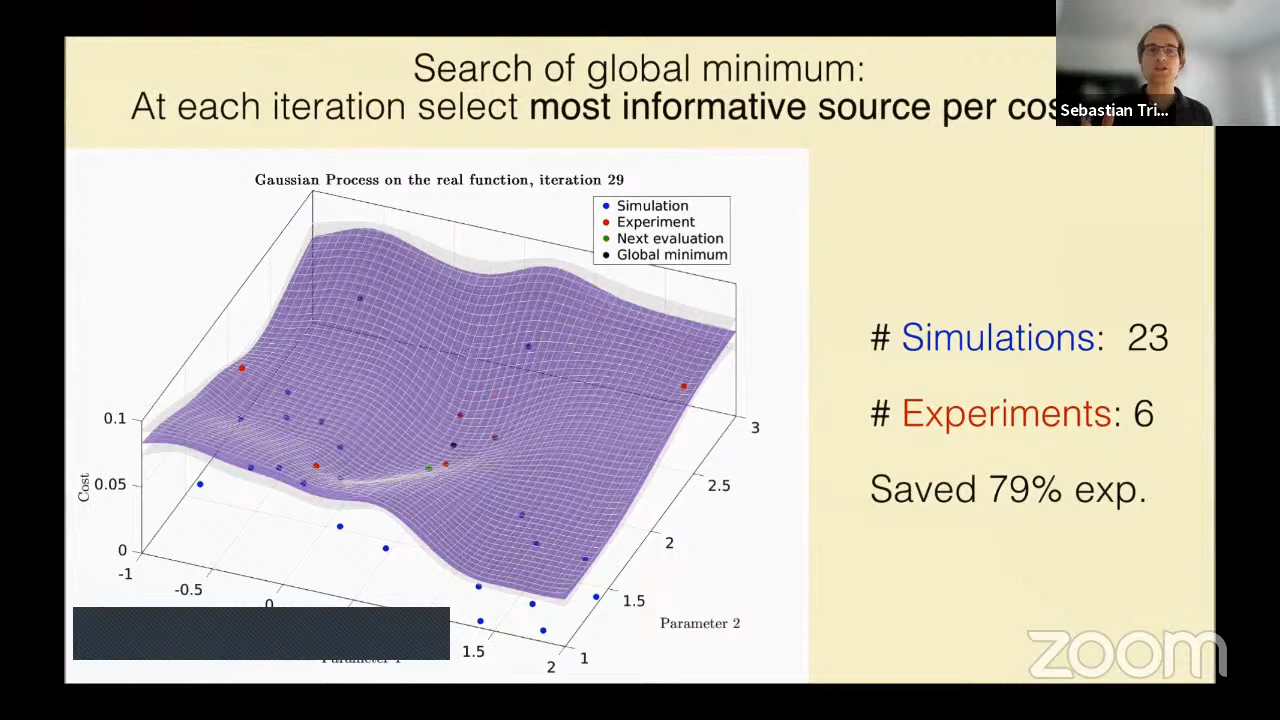 Search of global minimum:
At each iteration select most informative source per cos
Sebastian Tri...
Gaussian Process on the real function, iteration 29
Simulation
Experiment
Next evaluation
Global minimum
# Simulations: 23
# Experiments: 6
Saved 79% exp.
0.1
0.05
0
Cost
-1
-0.5
0
1.5
2
1
1.5
2
2.5
3
Parameter 2
zoom